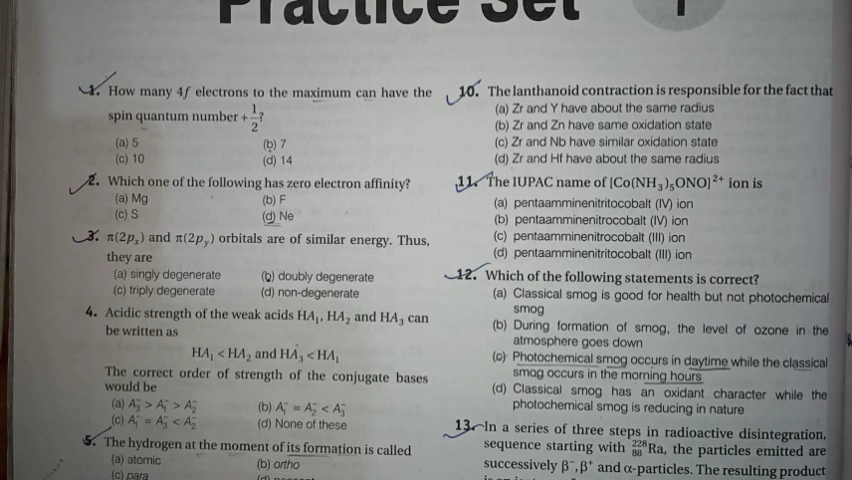 Practice Set 1
1. How many 4f electrons to the maximum can have the
spin quantum number + 1/2?
(a) 5 (b) 7
(c) 10 (d) 14
2. Which one of the following has zero electron affinity?
(a) Mg (b) F
(c) S (d) Ne
3. π(2pₓ) and π(2pᵧ) orbitals are of similar energy. Thus,
they are
(a) singly degenerate (b) doubly degenerate
(c) triply degenerate (d) non-degenerate
4. Acidic strength of the weak acids HA₁, HA₂ and HA₃ can
be written as
HA₁ < HA₂ and HA₃ < HA₁
The correct order of strength of the conjugate bases
would be
(a) A₃⁻ > A₁⁻ > A₂⁻ (b) A₁⁻ = A₂⁻ < A₃⁻
(c) A₁⁻ = A₃⁻ < A₂⁻ (d) None of these
5. The hydrogen at the moment of its formation is called
(a) atomic (b) ortho
(c) para (d)
10. The lanthanoid contraction is responsible for the fact that
(a) Zr and Y have about the same radius
(b) Zr and Zn have same oxidation state
(c) Zr and Nb have similar oxidation state
(d) Zr and Hf have about the same radius
11. The IUPAC name of [Co(NH₃)₅ONO]²⁺ ion is
(a) pentaamminenitritocobalt (IV) ion
(b) pentaamminenitrocobalt (IV) ion
(c) pentaamminenitrocobalt (III) ion
(d) pentaamminenitritocobalt (III) ion
12. Which of the following statements is correct?
(a) Classical smog is good for health but not photochemical
smog
(b) During formation of smog, the level of ozone in the
atmosphere goes down
(c) Photochemical smog occurs in daytime while the classical
smog occurs in the morning hours
(d) Classical smog has an oxidant character while the
photochemical smog is reducing in nature
13. In a series of three steps in radioactive disintegration,
sequence starting with ²²⁸₈₈Ra, the particles emitted are
successively β⁻, β⁺ and α-particles. The resulting product